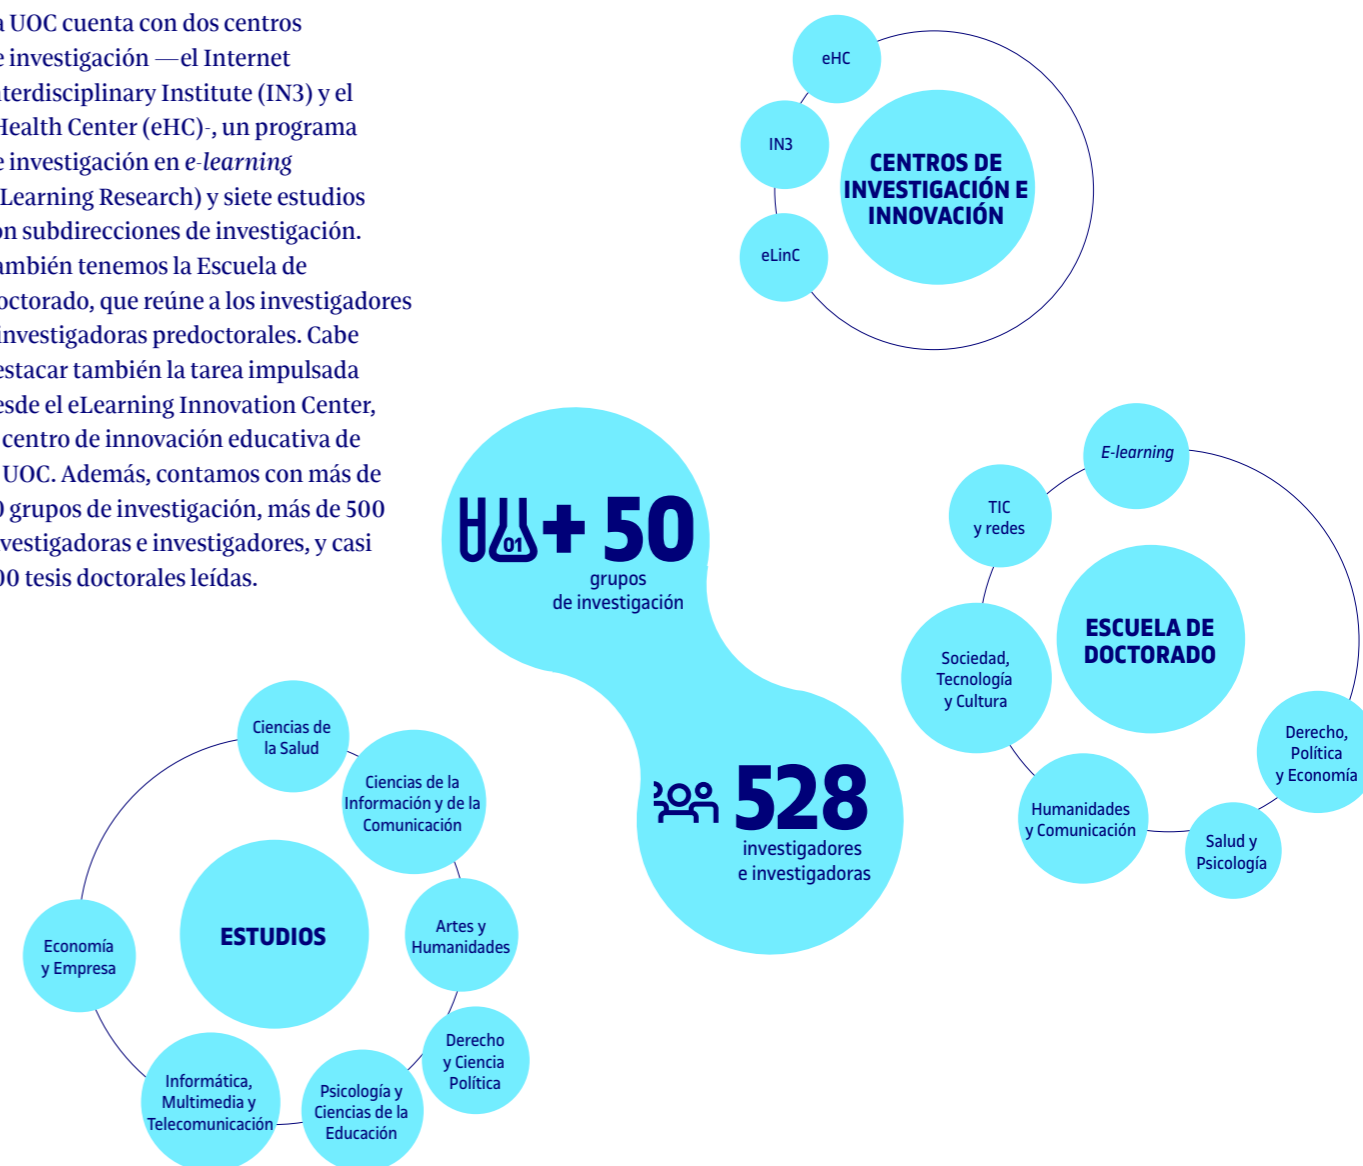 a UOC cuenta con dos centros
e investigación —el Internet
nterdisciplinary Institute (IN3) y el
Health Center (eHC)-, un programa
e investigación en e-learning
Learning Research) y siete estudios
on subdirecciones de investigación.
ambién tenemos la Escuela de
octorado, que reúne a los investigadores
investigadoras predoctorales. Cabe
estacar también la tarea impulsada
esde el eLearning Innovation Center,
centro de innovación educativa de
UOC. Además, contamos con más de
0 grupos de investigación, más de 500
nvestigadoras e investigadores, y casi
00 tesis doctorales leídas.
eHC
IN3
eLinC
CENTROS DE
INVESTIGACIÓN E
INNOVACIÓN
01
+ 50
grupos
de investigación
528
investigadores
e investigadoras
E-learning
TIC
y redes
Sociedad,
Tecnología
y Cultura
Humanidades
y Comunicación
Salud y
Psicología
Derecho,
Política
y Economía
ESCUELA DE
DOCTORADO
Ciencias de
la Salud
Ciencias de la
Información y de la
Comunicación
Artes y
Humanidades
Derecho
y Ciencia
Política
Psicología y
Ciencias de la
Educación
Informática,
Multimedia y
Telecomunicación
Economía
y Empresa
ESTUDIOS